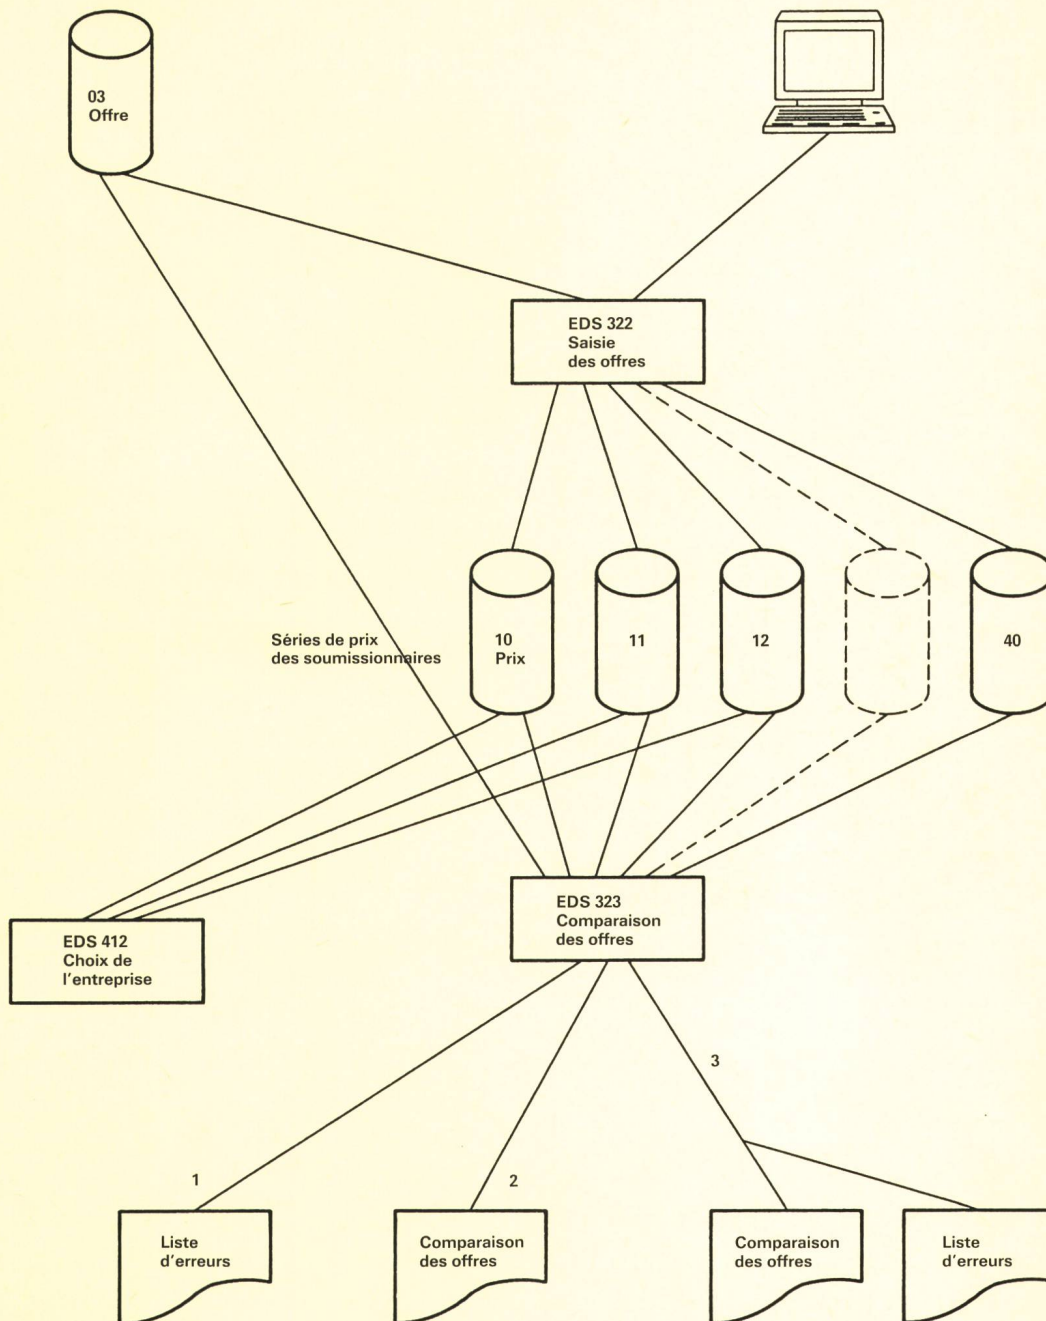 03
Offre
EDS 322
Saisie
des offres
Séries de prix
des soumissionnaires
10
Prix
11
12
40
EDS 412
Choix de
l'entreprise
EDS 323
Comparaison
des offres
1
2
3
Liste
d'erreurs
Comparaison
des offres
Comparaison
des offres
Liste
d'erreurs